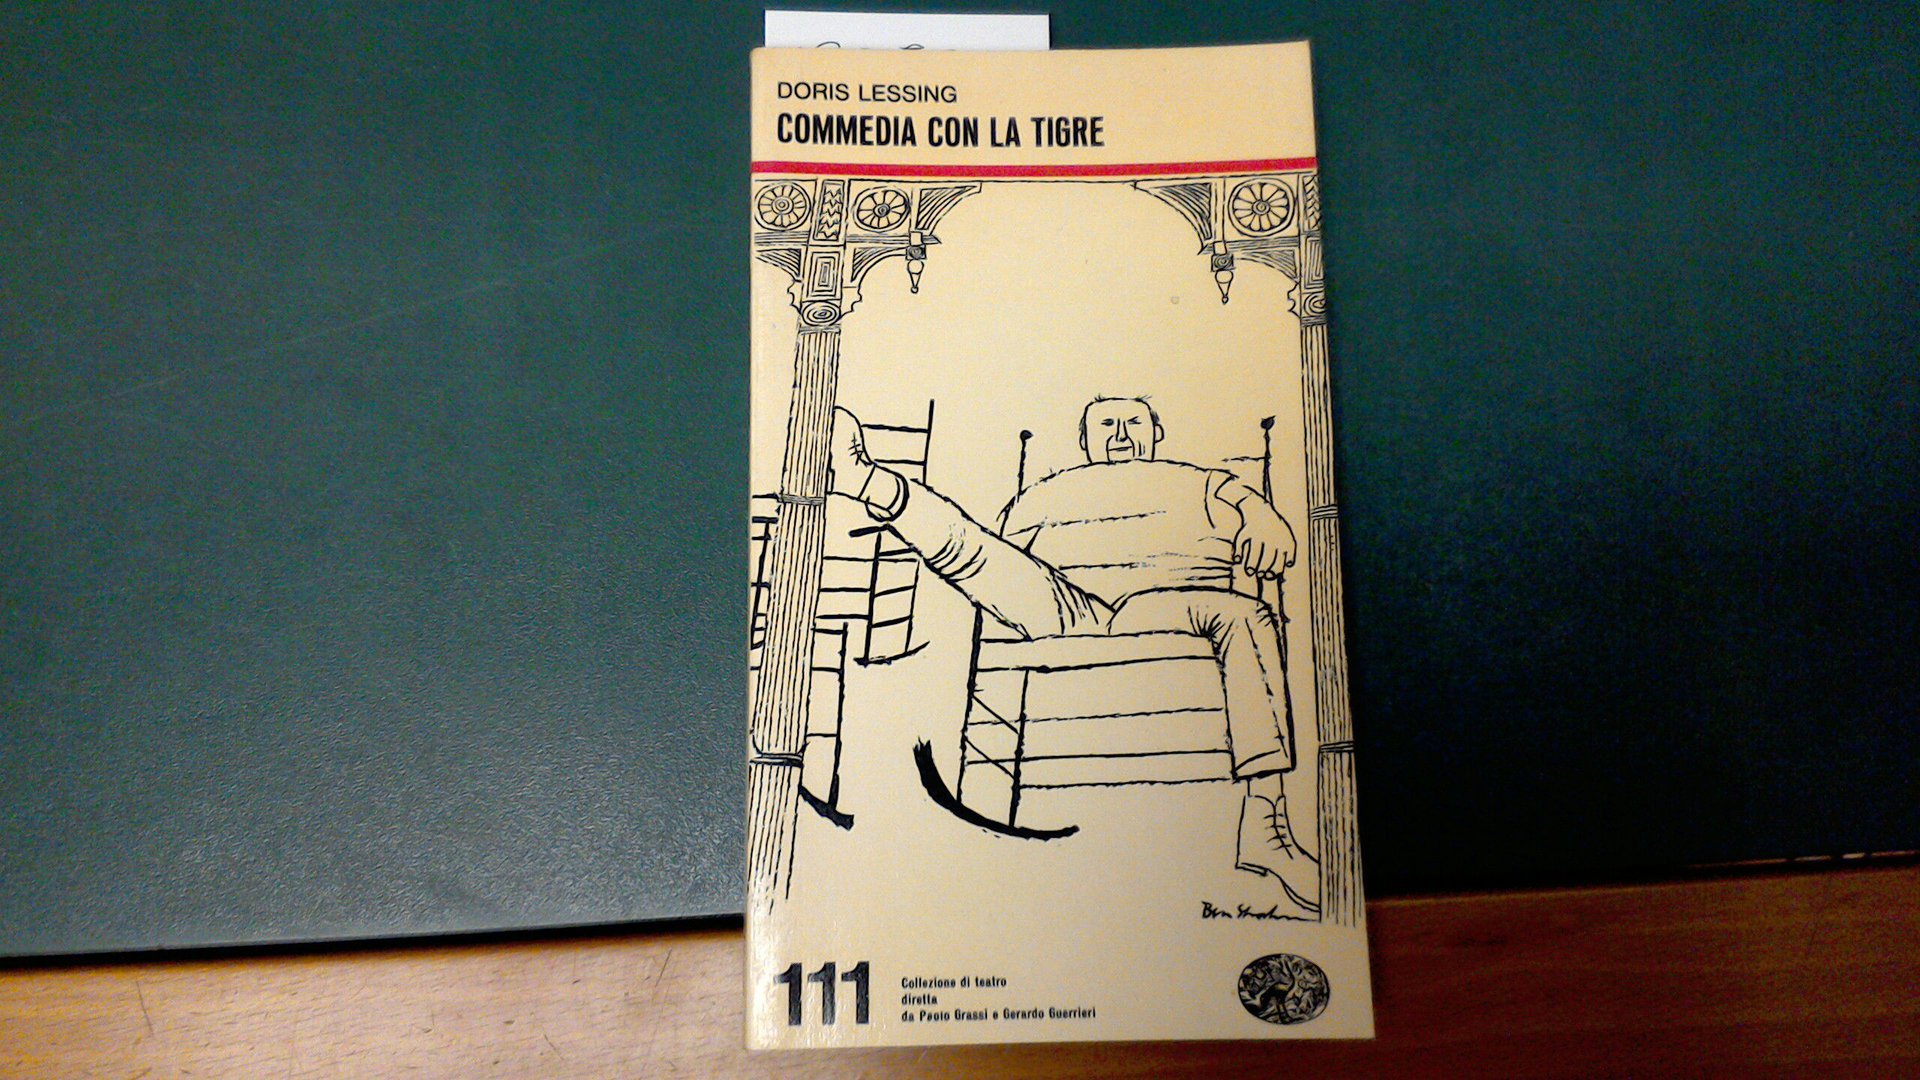 DORIS LESSING
COMMEDIA CON LA TIGRE
Ben Shahn
111
Collezione di teatro
diretta
da Paolo Grassi e Gerardo Guerrieri